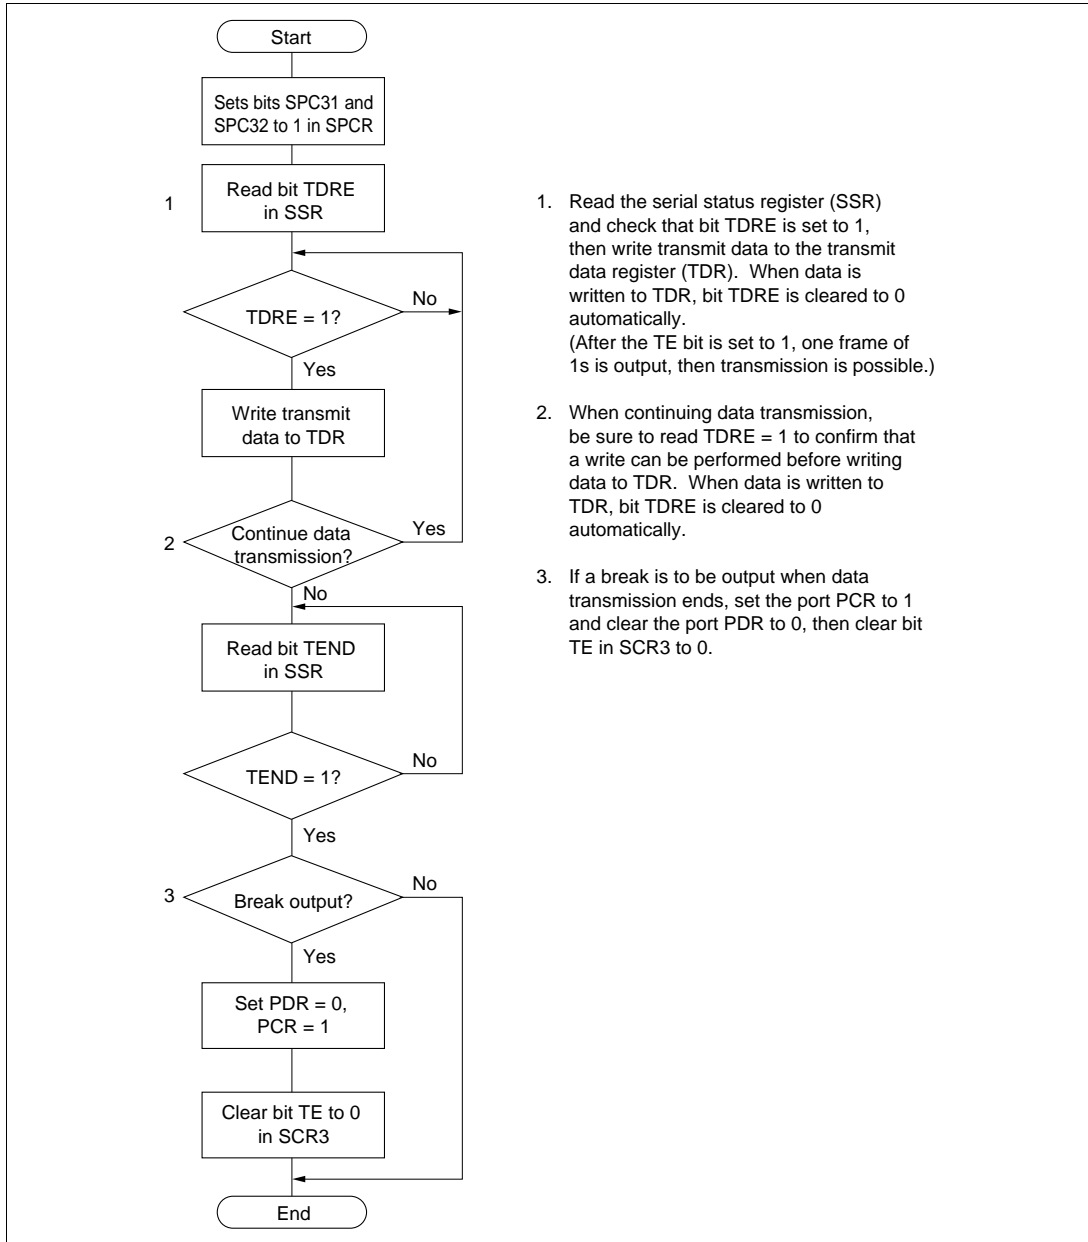 Start
Sets bits SPC31 and
SPC32 to 1 in SPCR
1
Read bit TDRE
in SSR
TDRE = 1?
No
Yes
Write transmit
data to TDR
2
Continue data
transmission?
Yes
No
Read bit TEND
in SSR
TEND = 1?
No
Yes
3
Break output?
No
Yes
Set PDR = 0,
PCR = 1
Clear bit TE to 0
in SCR3
End
1. Read the serial status register (SSR)
and check that bit TDRE is set to 1,
then write transmit data to the transmit
data register (TDR). When data is
written to TDR, bit TDRE is cleared to 0
automatically.
(After the TE bit is set to 1, one frame of
1s is output, then transmission is possible.)
2. When continuing data transmission,
be sure to read TDRE = 1 to confirm that
a write can be performed before writing
data to TDR. When data is written to
TDR, bit TDRE is cleared to 0
automatically.
3. If a break is to be output when data
transmission ends, set the port PCR to 1
and clear the port PDR to 0, then clear bit
TE in SCR3 to 0.